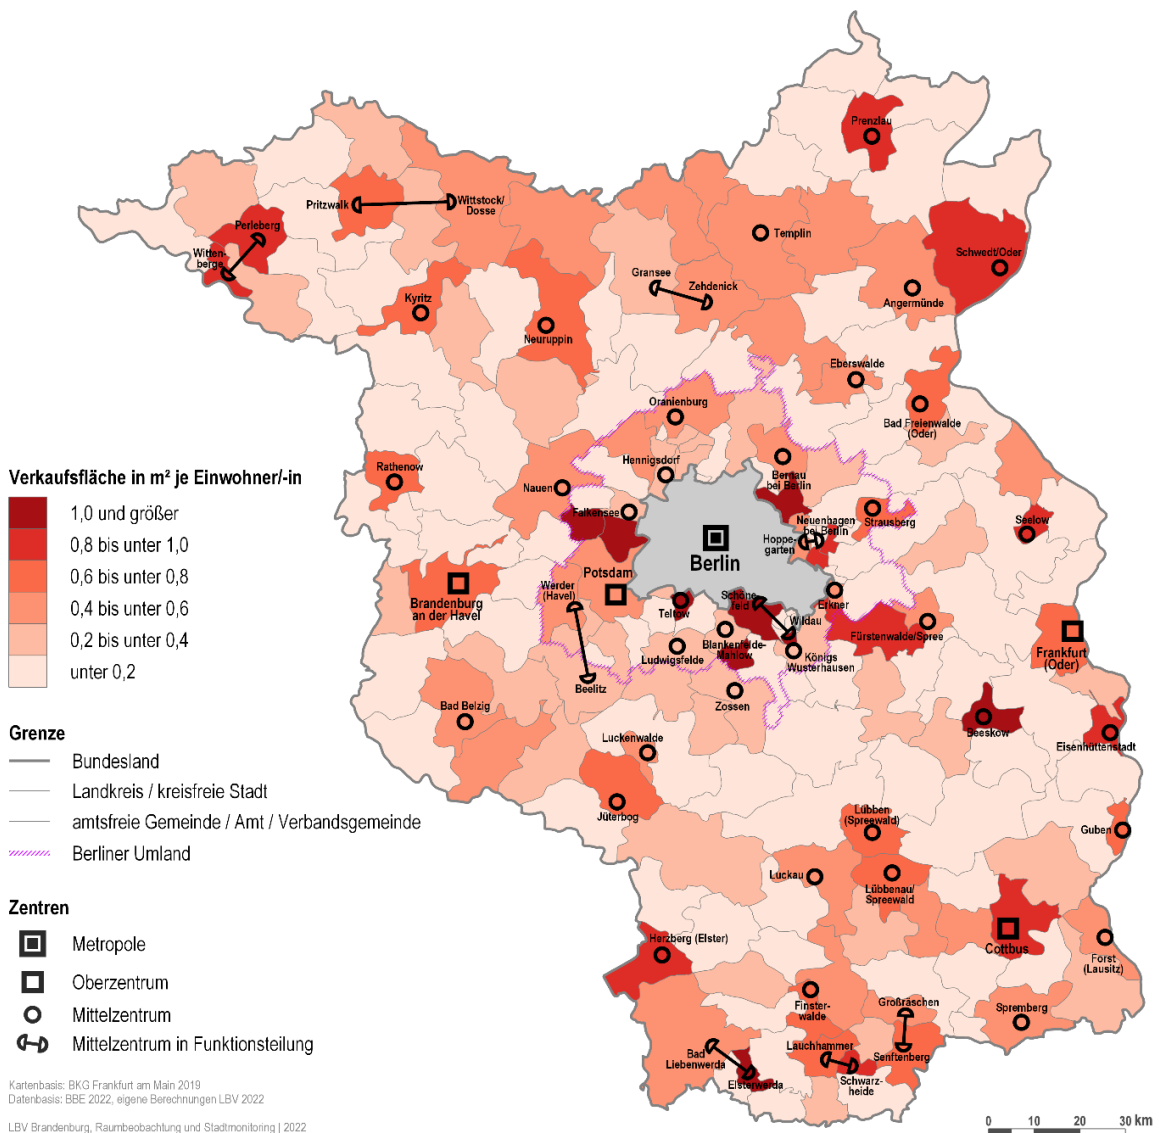 Prenzlau
Pritzwalk
Wittstock/
Dosse
Perleberg
Witten-
berge
Templin
Schwedt/Oder
Gransee
Zehdenick
Angermünde
Kyritz
Neuruppin
Eberswalde
Bad Freienwalde
(Oder)
Oranienburg
Hennigsdorf
Bernau
bei Berlin
Rathenow
Nauen
Falkensee
Strausberg
Neuenhagen
bei Berlin
Hoppe-
garten
Seelow
Berlin
Potsdam
Brandenburg
an der Havel
Werder
(Havel)
Teltow
Schöne-
feld
Wildau
Erkner
Fürstenwalde/Spree
Frankfurt
(Oder)
Blankenfelde-
Mahlow
Ludwigsfelde
Königs
Wusterhausen
Beelitz
Zossen
Bad Belzig
Beeskow
Eisenhüttenstadt
Luckenwalde
Jüterbog
Lübben
(Spreewald)
Guben
Luckau
Lübbenau/
Spreewald
Cottbus
Forst
(Lausitz)
Herzberg (Elster)
Finster-
walde
Großräschen
Spremberg
Lauchhammer
Senftenberg
Bad
Liebenwerda
Elsterwerda
Schwarz-
heide
Verkaufsfläche in m² je Einwohner/-in
1,0 und größer
0,8 bis unter 1,0
0,6 bis unter 0,8
0,4 bis unter 0,6
0,2 bis unter 0,4
unter 0,2
Grenze
Bundesland
Landkreis / kreisfreie Stadt
amtsfreie Gemeinde / Amt / Verbandsgemeinde
Berliner Umland
Zentren
Metropole
Oberzentrum
Mittelzentrum
Mittelzentrum in Funktionsteilung
Kartenbasis: BKG Frankfurt am Main 2019
Datenbasis: BBE 2022, eigene Berechnungen LBV 2022
LBV Brandenburg, Raumbeobachtung und Stadtmonitoring | 2022
0 10 20 30 km